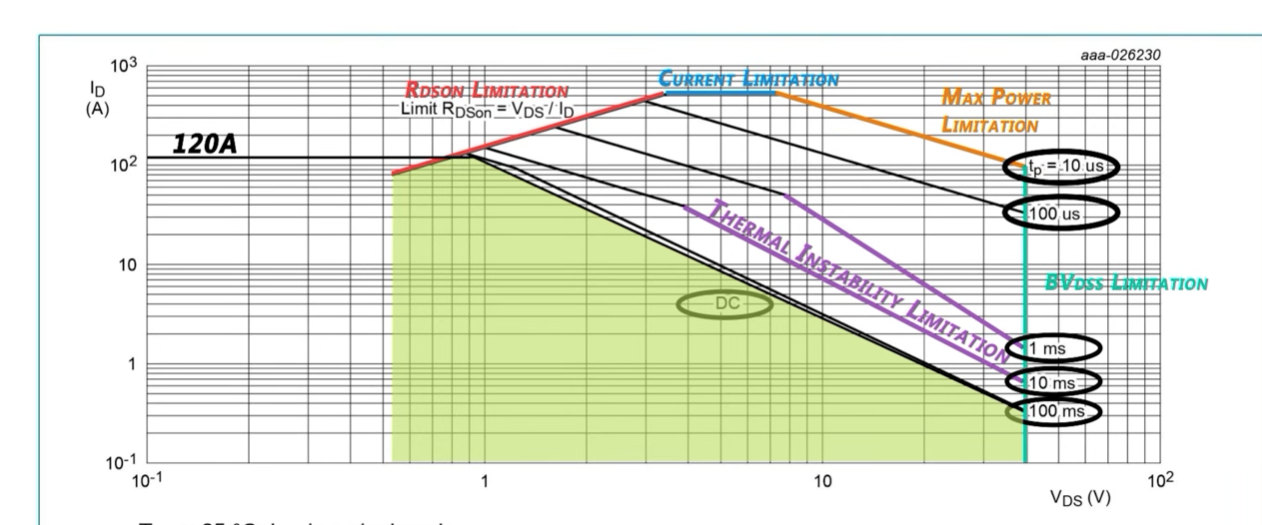 aaa-026230
10³
I_D
(A)
RDSON LIMITATION
Limit R_DSon = V_DS / I_D
CURRENT LIMITATION
MAX POWER
LIMITATION
120A
10²
t_p = 10 us
100 us
THERMAL INSTABILITY LIMITATION
10
BVDSS LIMITATION
DC
1
1 ms
10 ms
100 ms
10⁻¹
10⁻¹
1
10
10²
V_DS (V)